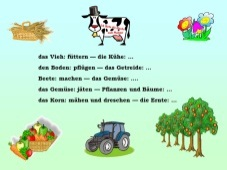 das Vieh: füttern — die Kühe: ...
den Boden: pflügen — das Getreide: ...
Beete: machen — das Gemüse: ....
das Gemüse: jäten — Pflanzen und Bäume: ...
das Korn: mähen und dreschen — die Ernte: ...